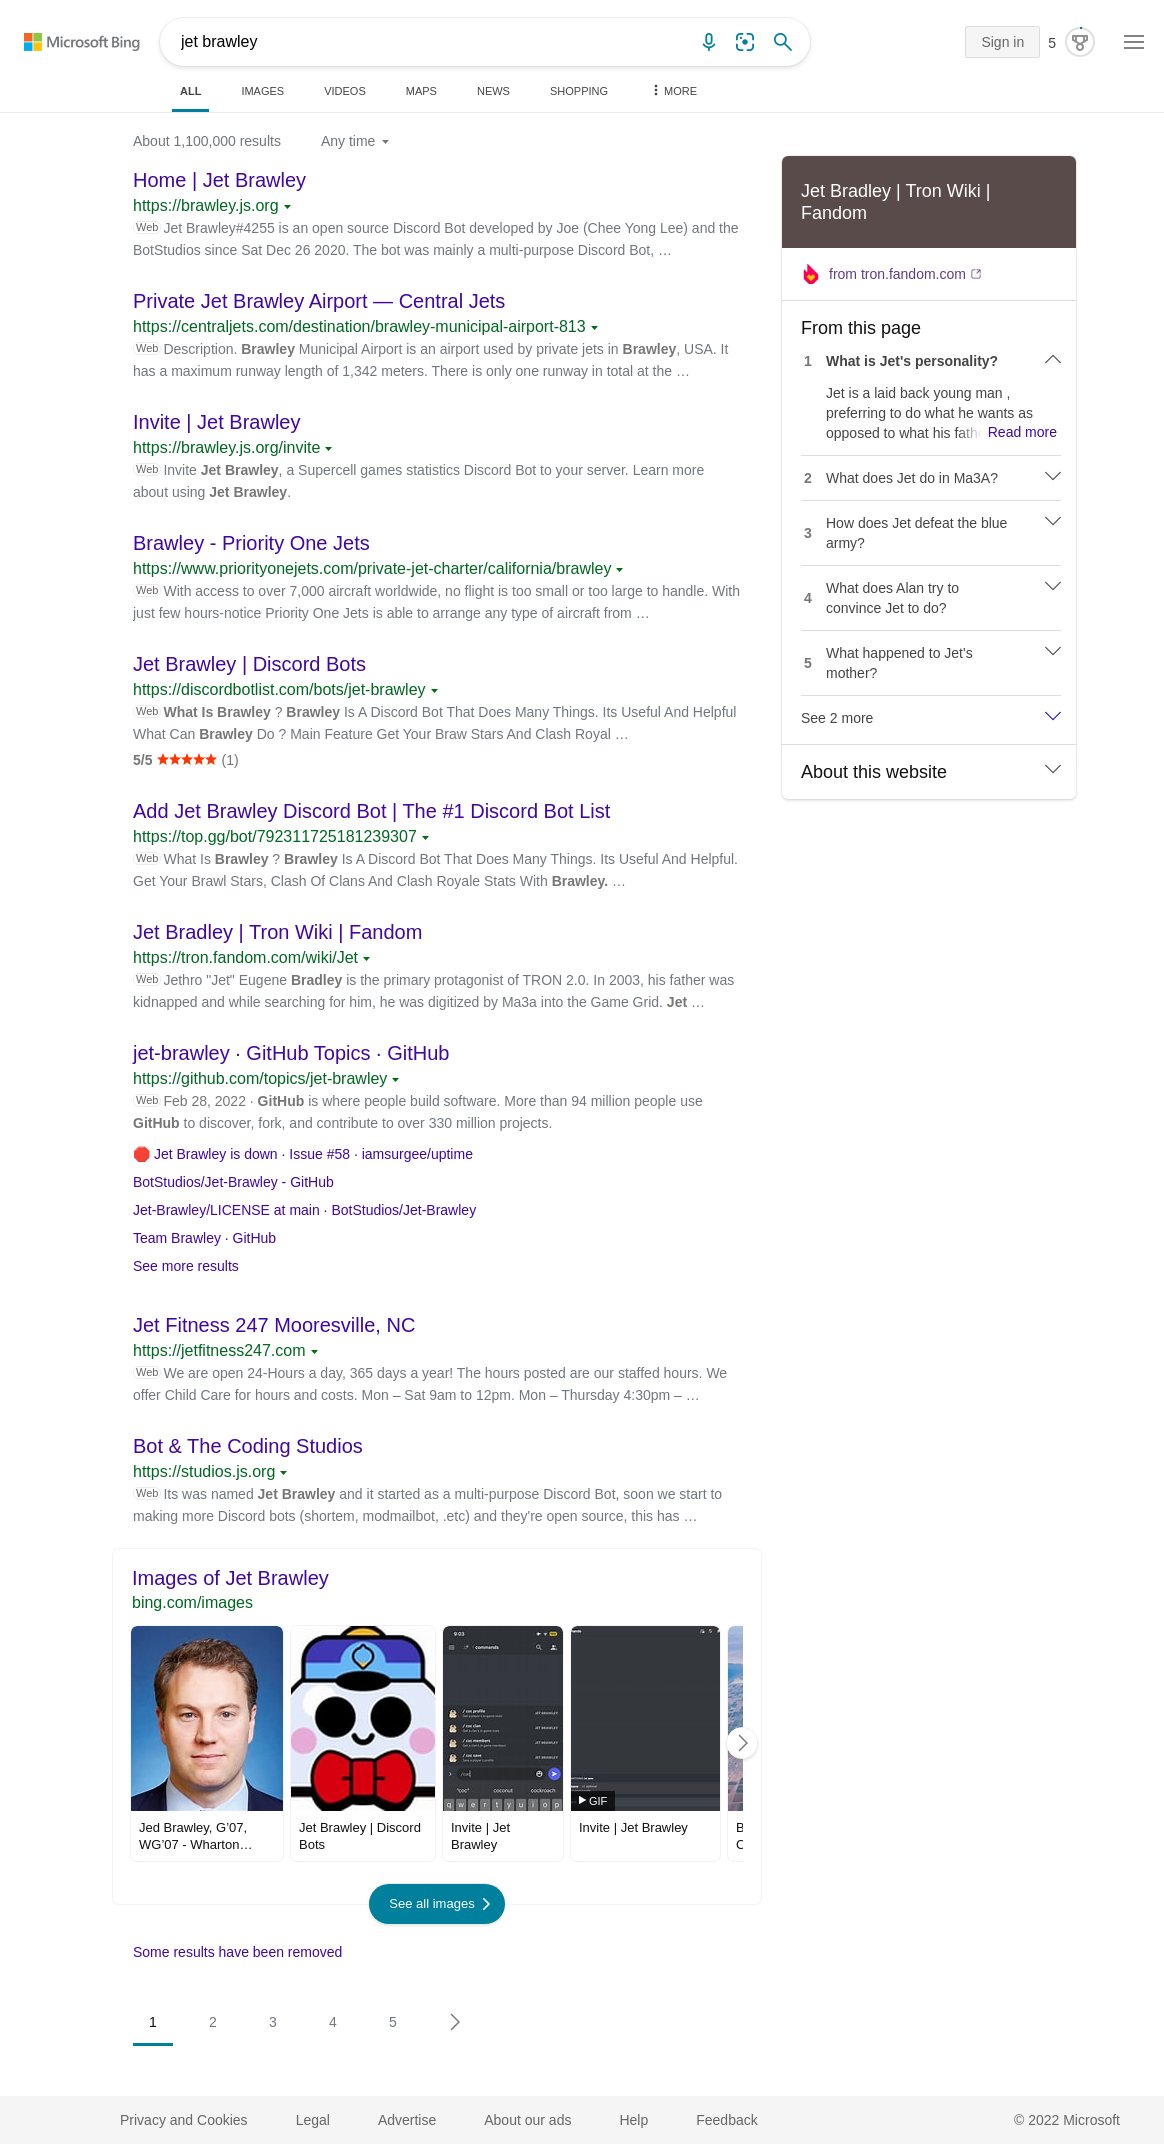 Microsoft Bing
jet brawley
Sign in
5
ALL IMAGES VIDEOS MAPS NEWS SHOPPING MORE
About 1,100,000 results Any time
Home | Jet Brawley
https://brawley.js.org
Web Jet Brawley#4255 is an open source Discord Bot developed by Joe (Chee Yong Lee) and the
BotStudios since Sat Dec 26 2020. The bot was mainly a multi-purpose Discord Bot, …
Private Jet Brawley Airport — Central Jets
https://centraljets.com/destination/brawley-municipal-airport-813
Web Description. Brawley Municipal Airport is an airport used by private jets in Brawley, USA. It
has a maximum runway length of 1,342 meters. There is only one runway in total at the …
Invite | Jet Brawley
https://brawley.js.org/invite
Web Invite Jet Brawley, a Supercell games statistics Discord Bot to your server. Learn more
about using Jet Brawley.
Brawley - Priority One Jets
https://www.priorityonejets.com/private-jet-charter/california/brawley
Web With access to over 7,000 aircraft worldwide, no flight is too small or too large to handle. With
just few hours-notice Priority One Jets is able to arrange any type of aircraft from …
Jet Brawley | Discord Bots
https://discordbotlist.com/bots/jet-brawley
Web What Is Brawley ? Brawley Is A Discord Bot That Does Many Things. Its Useful And Helpful
What Can Brawley Do ? Main Feature Get Your Braw Stars And Clash Royal …
5/5 (1)
Add Jet Brawley Discord Bot | The #1 Discord Bot List
https://top.gg/bot/792311725181239307
Web What Is Brawley ? Brawley Is A Discord Bot That Does Many Things. Its Useful And Helpful.
Get Your Brawl Stars, Clash Of Clans And Clash Royale Stats With Brawley. …
Jet Bradley | Tron Wiki | Fandom
https://tron.fandom.com/wiki/Jet
Web Jethro "Jet" Eugene Bradley is the primary protagonist of TRON 2.0. In 2003, his father was
kidnapped and while searching for him, he was digitized by Ma3a into the Game Grid. Jet …
jet-brawley · GitHub Topics · GitHub
https://github.com/topics/jet-brawley
Web Feb 28, 2022 · GitHub is where people build software. More than 94 million people use
GitHub to discover, fork, and contribute to over 330 million projects.
🛑 Jet Brawley is down · Issue #58 · iamsurgee/uptime
BotStudios/Jet-Brawley - GitHub
Jet-Brawley/LICENSE at main · BotStudios/Jet-Brawley
Team Brawley · GitHub
See more results
Jet Fitness 247 Mooresville, NC
https://jetfitness247.com
Web We are open 24-Hours a day, 365 days a year! The hours posted are our staffed hours. We
offer Child Care for hours and costs. Mon – Sat 9am to 12pm. Mon – Thursday 4:30pm – …
Bot & The Coding Studios
https://studios.js.org
Web Its was named Jet Brawley and it started as a multi-purpose Discord Bot, soon we start to
making more Discord bots (shortem, modmailbot, .etc) and they're open source, this has …
Images of Jet Brawley
bing.com/images
9:03
commands
/ coc profile
JET BRAWLEY
/ coc clan
JET BRAWLEY
/ coc members
JET BRAWLEY
/ coc save
JET BRAWLEY
/co
"coc" coconut cockroach
q w e r t y u i o p
GIF
Jed Brawley, G'07,
WG'07 - Wharton…
Jet Brawley | Discord
Bots
Invite | Jet
Brawley
Invite | Jet Brawley
See all images
Some results have been removed
1 2 3 4 5
Jet Bradley | Tron Wiki |
Fandom
from tron.fandom.com
From this page
1 What is Jet's personality?
Jet is a laid back young man ,
preferring to do what he wants as
opposed to what his fath Read more
2 What does Jet do in Ma3A?
3 How does Jet defeat the blue
army?
4 What does Alan try to
convince Jet to do?
5 What happened to Jet's
mother?
See 2 more
About this website
Privacy and Cookies Legal Advertise About our ads Help Feedback © 2022 Microsoft